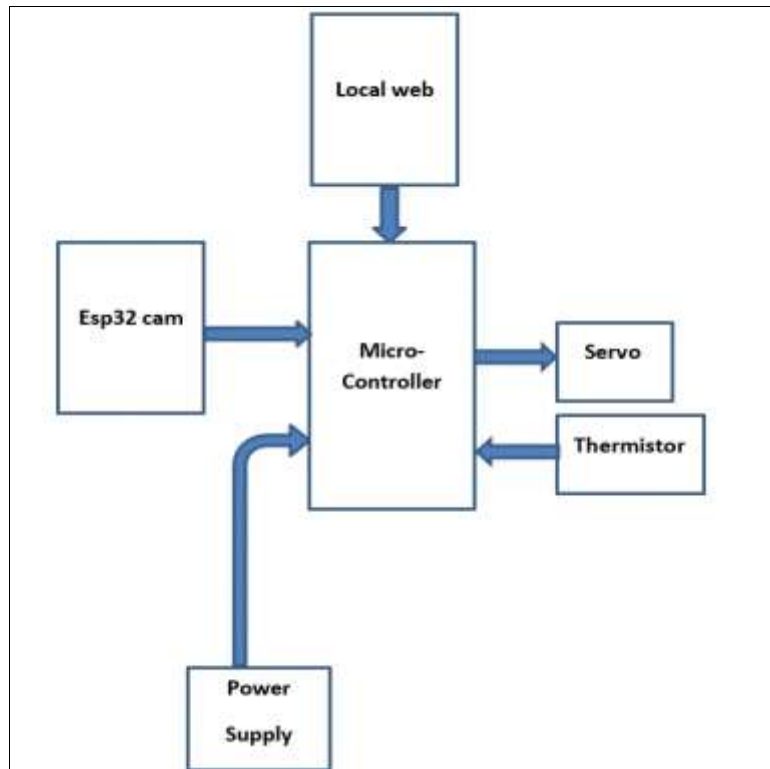 Local web
Esp32 cam
Micro-
Controller
Servo
Thermistor
Power
Supply